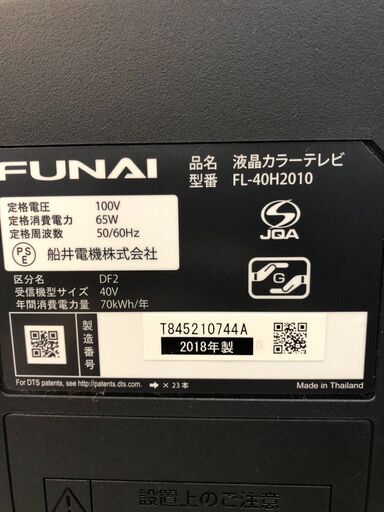 FUNAI
品名 液晶カラーテレビ
型番 FL-40H2010
定格電圧 100V
定格消費電力 65W
定格周波数 50/60Hz
PS
E
船井電機株式会社
JQA
G
区分名 DF2
受信機型サイズ 40V
年間消費電力量 70kWh/年
製造番号
T845210744A
2018年製
For DTS patents, see http://patents.dts.com. → × 23本
Made in Thailand
設置上のご注意